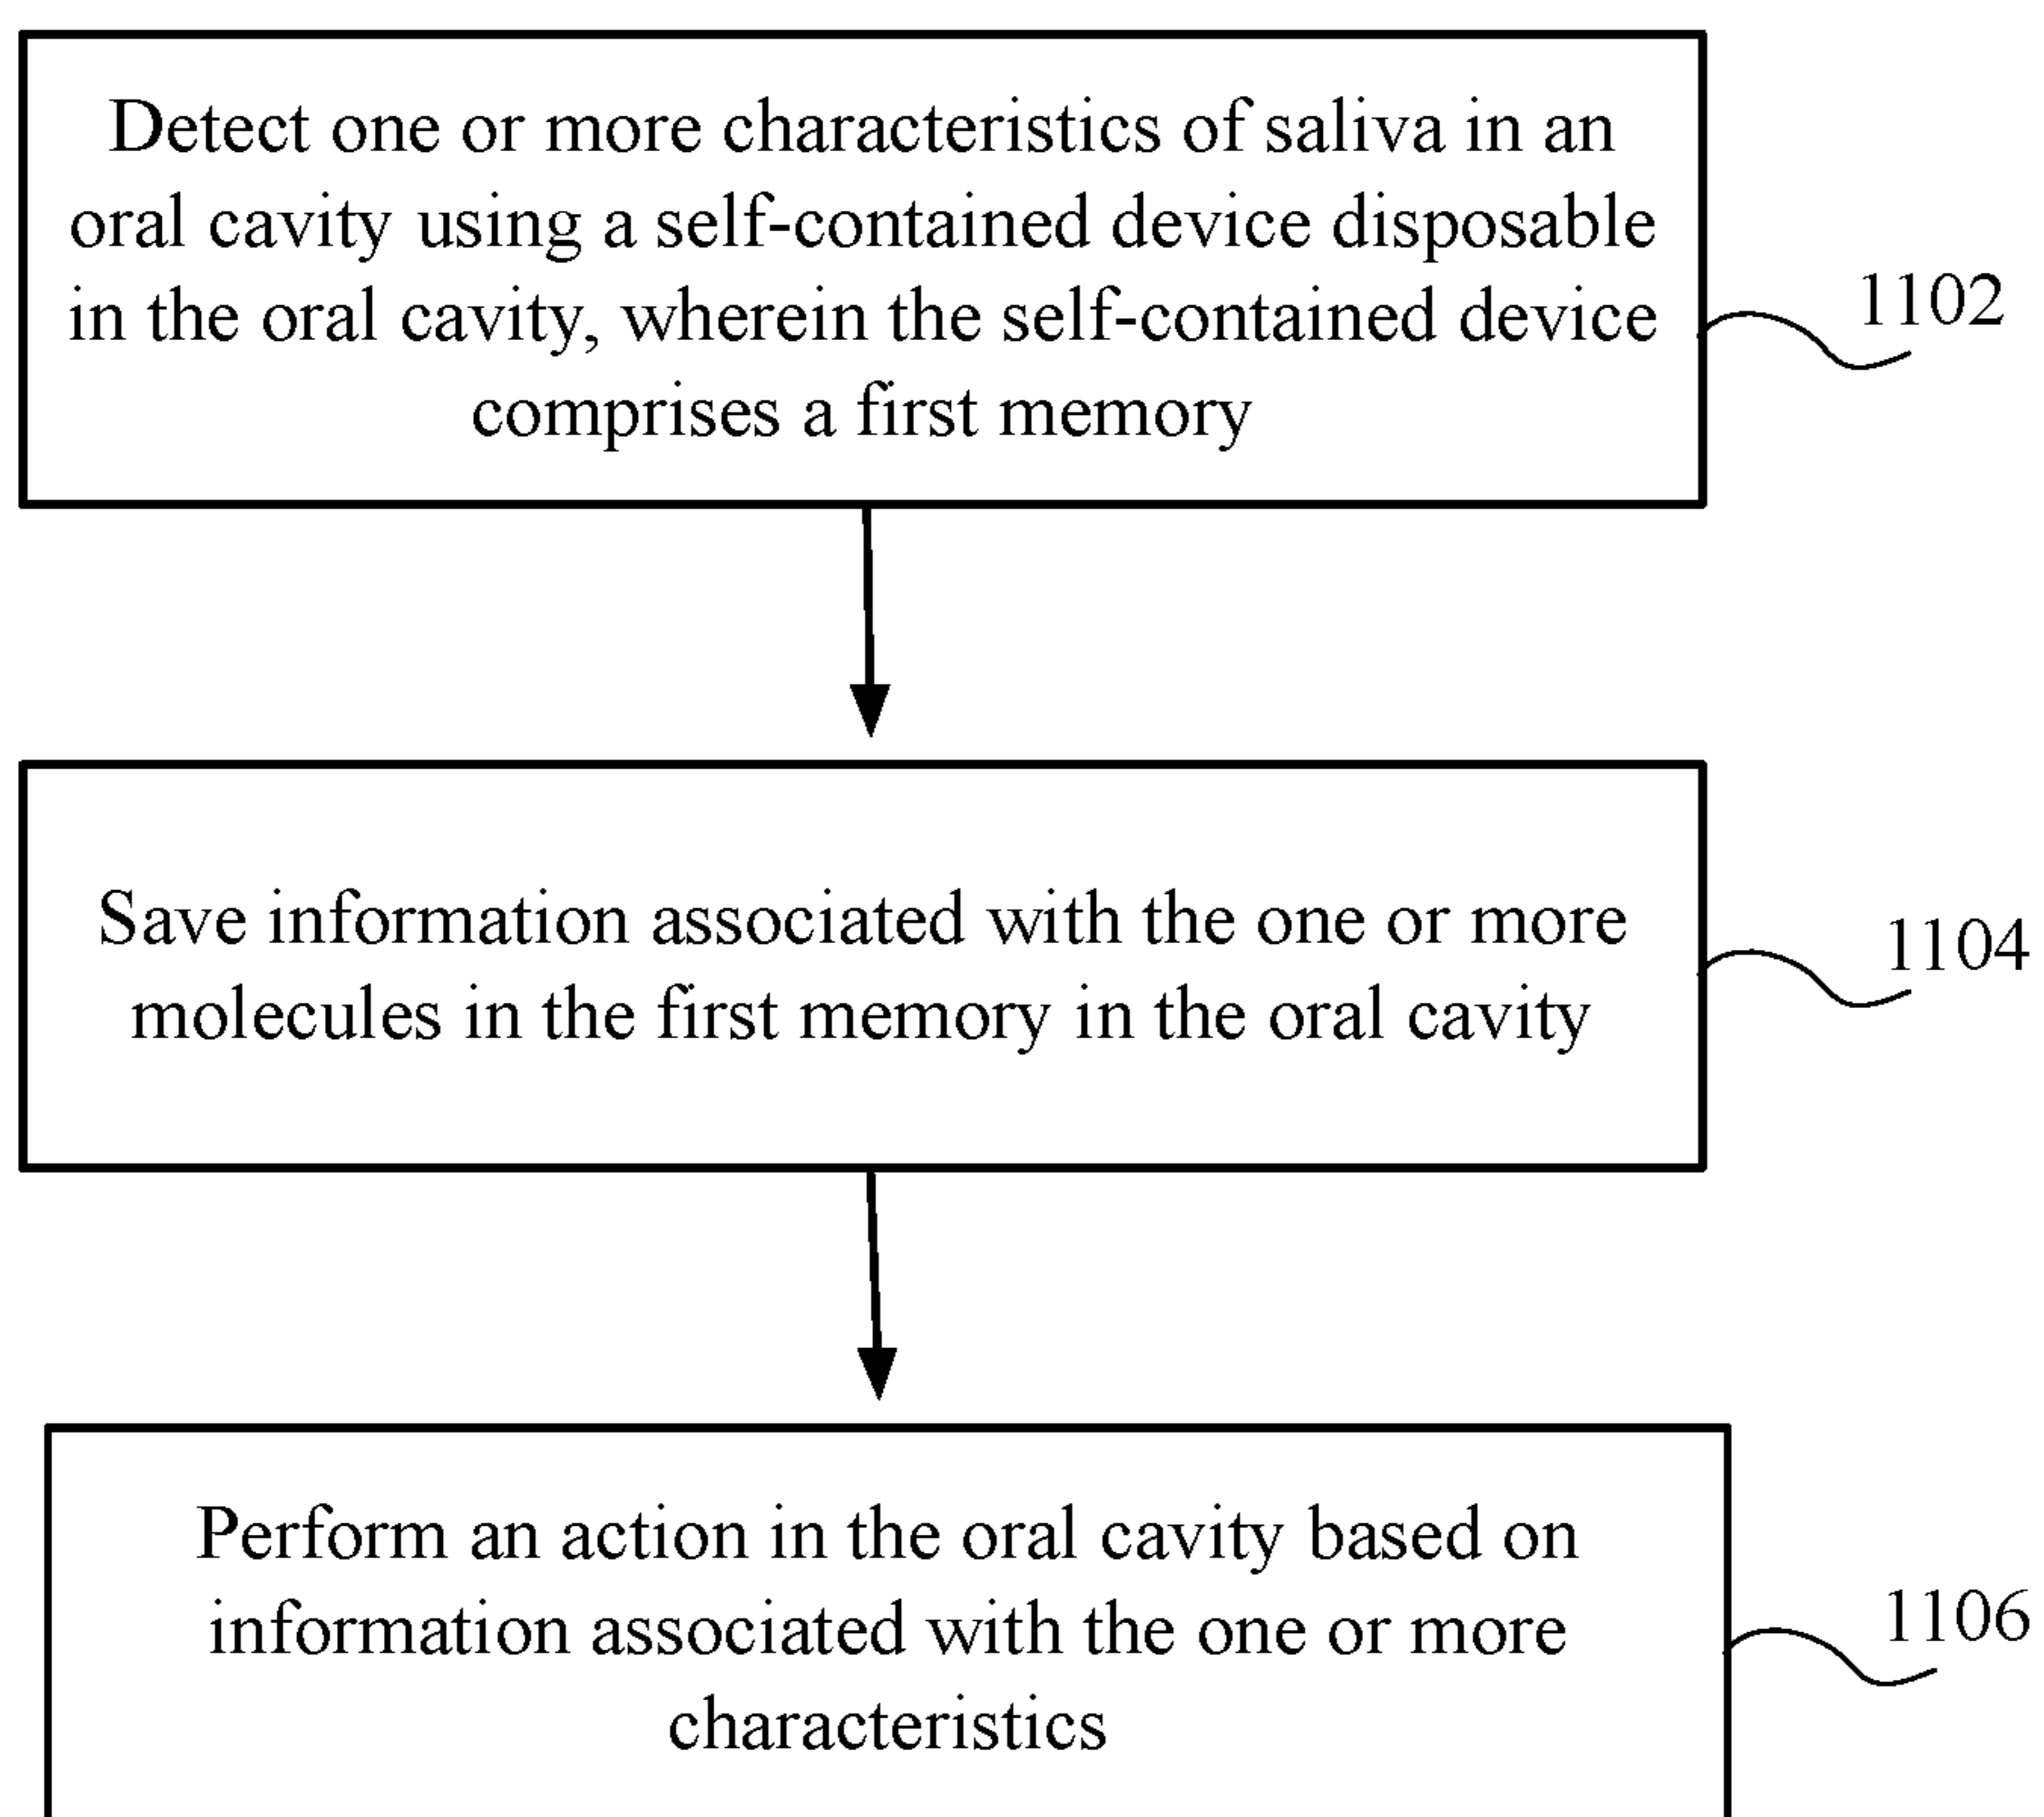 Detect one or more characteristics of saliva in an
oral cavity using a self-contained device disposable
in the oral cavity, wherein the self-contained device
comprises a first memory
1102
Save information associated with the one or more
molecules in the first memory in the oral cavity
1104
Perform an action in the oral cavity based on
information associated with the one or more
characteristics
1106